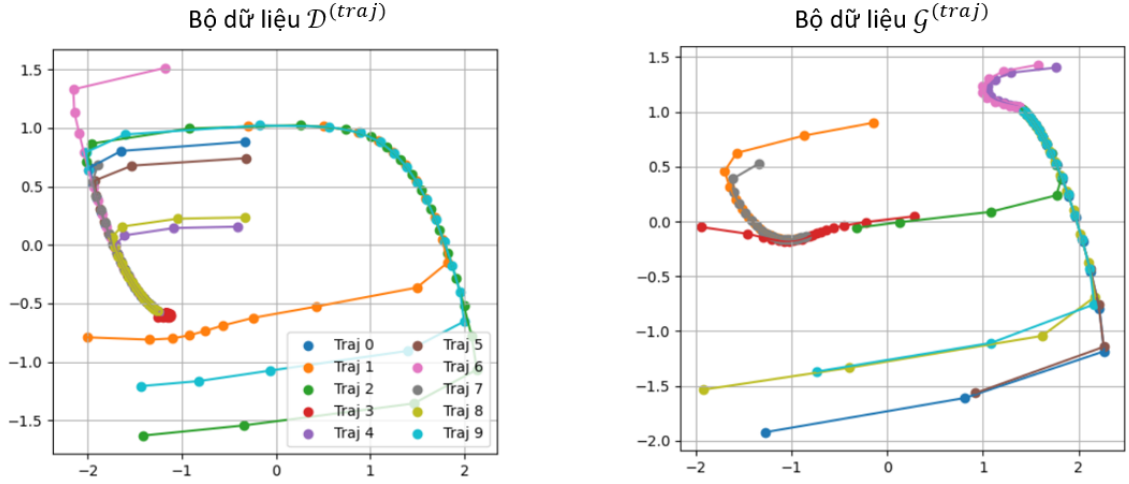 Bộ dữ liệu 𝒟^(traj)
1.5
1.0
0.5
0.0
−0.5
−1.0
−1.5
−2
−1
0
1
2
Traj 0
Traj 1
Traj 2
Traj 3
Traj 4
Traj 5
Traj 6
Traj 7
Traj 8
Traj 9
Bộ dữ liệu 𝒢^(traj)
1.5
1.0
0.5
0.0
−0.5
−1.0
−1.5
−2.0
−2
−1
0
1
2